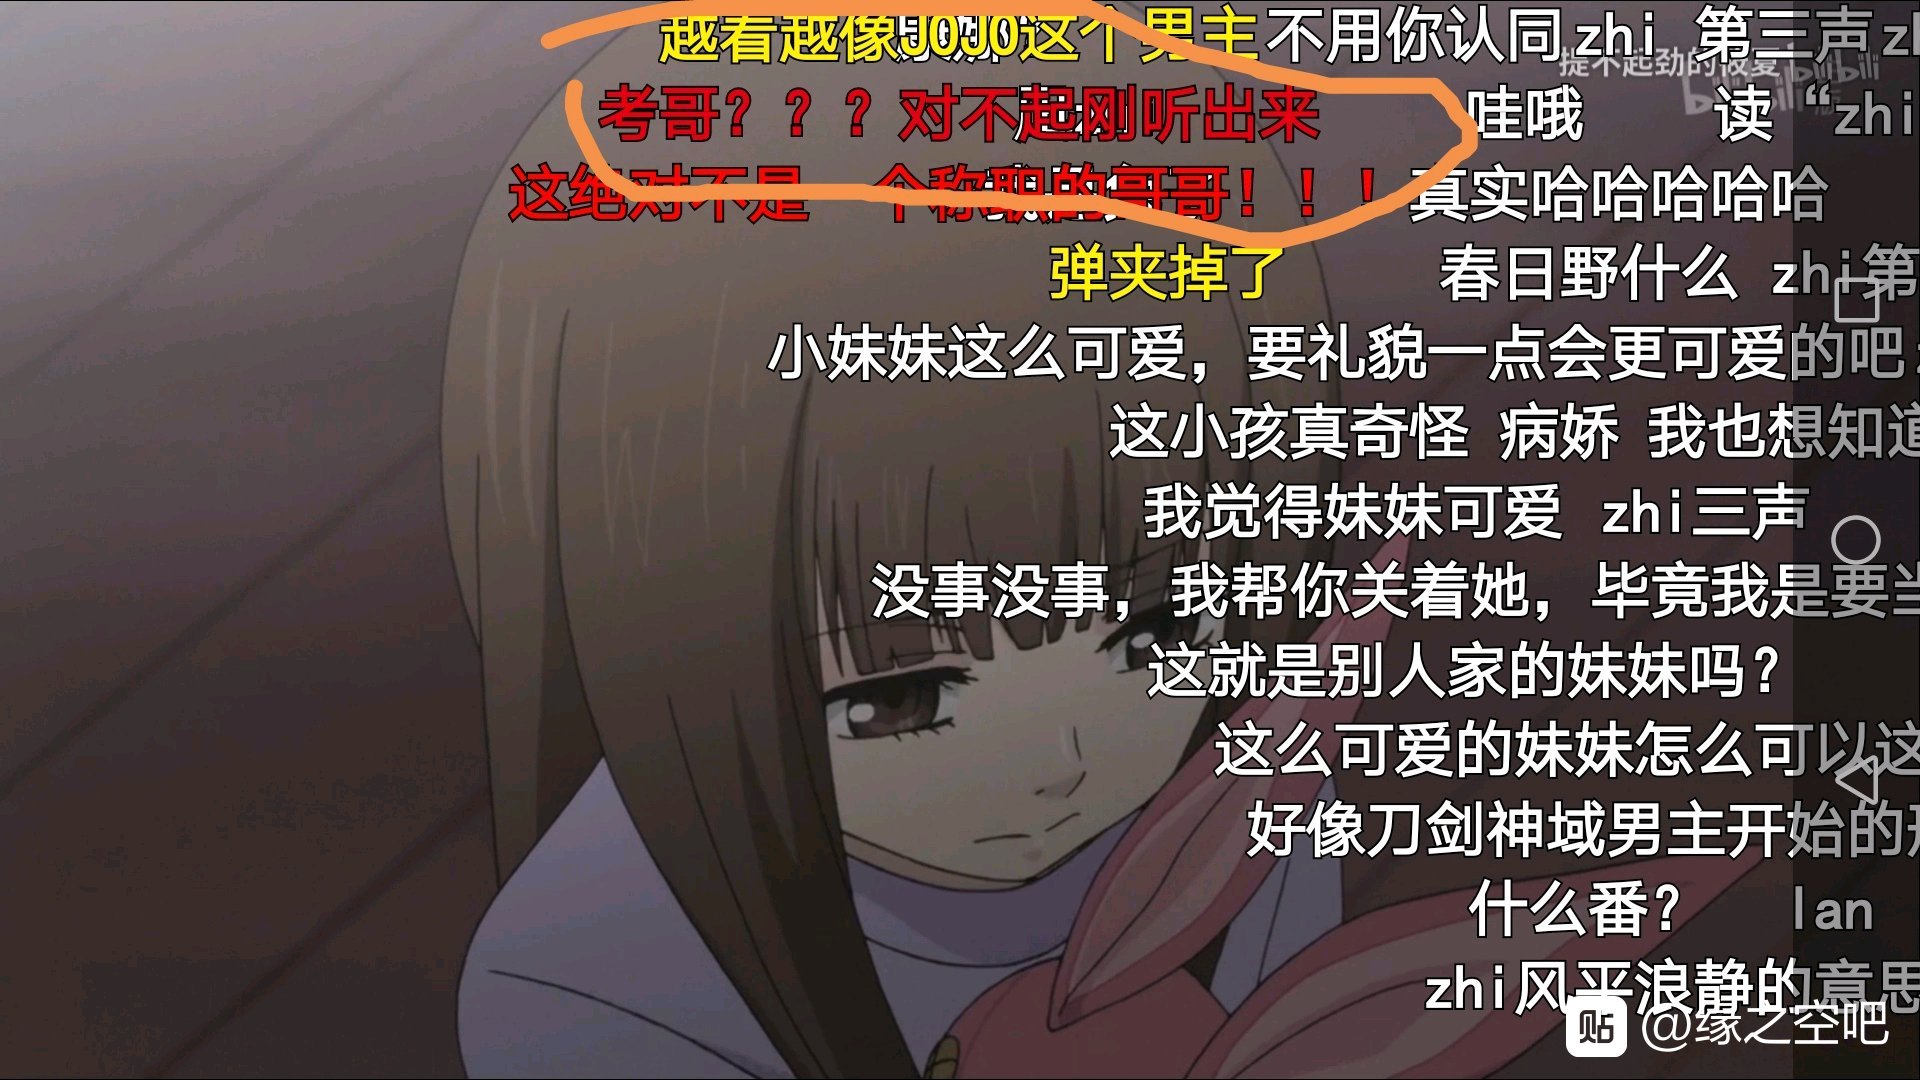 越看越像JOJO这个男主 不用你认同 zhi 第三声
提不起劲的夜夏 bilibili
考哥？？？对不起刚听出来 哇哦 读“zhi
这绝对不是一个称职的哥哥！！！ 真实哈哈哈哈哈
弹夹掉了 春日野什么 zhi第
小妹妹这么可爱，要礼貌一点会更可爱的吧
这小孩真奇怪 病娇 我也想知道
我觉得妹妹可爱 zhi三声
没事没事，我帮你关着她，毕竟我是要当
这就是别人家的妹妹吗？
这么可爱的妹妹怎么可以这
好像刀剑神域男主开始的
什么番？ lan
zhi风平浪静的意思
贴 @缘之空吧